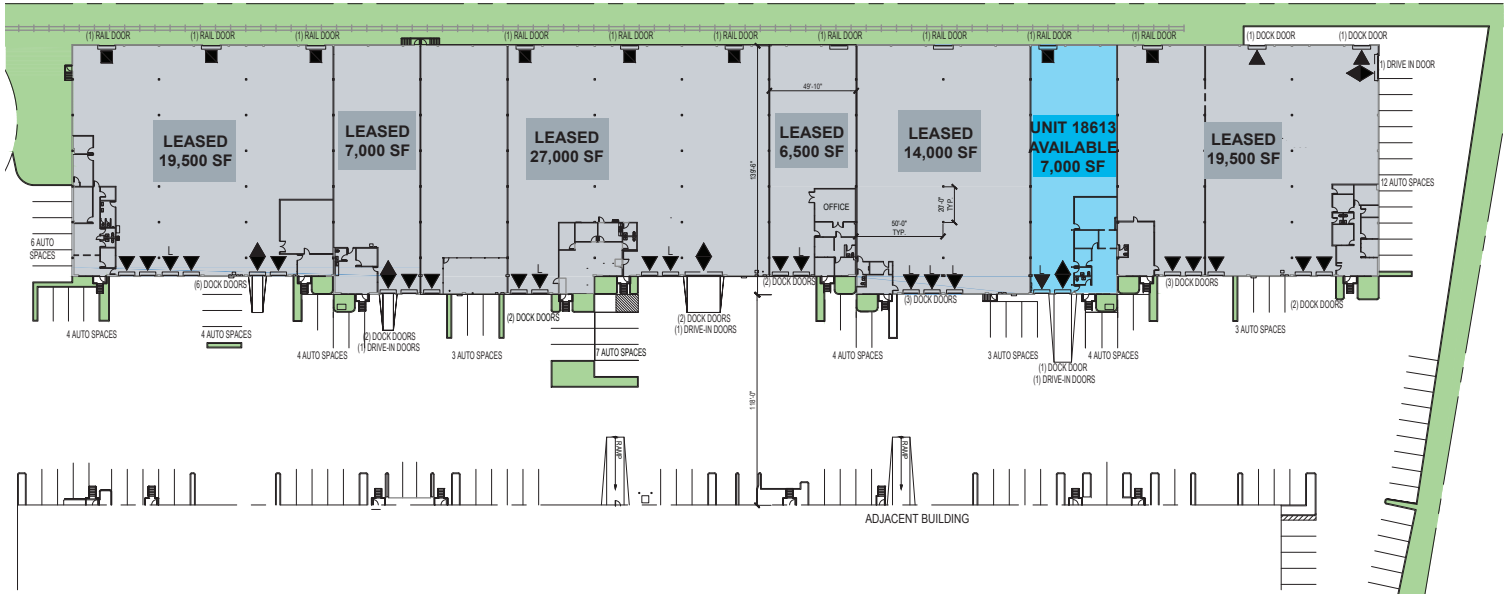 (1) RAIL DOOR
(1) RAIL DOOR
(1) RAIL DOOR
(1) RAIL DOOR
(1) RAIL DOOR
(1) RAIL DOOR
(1) RAIL DOOR
(1) RAIL DOOR
(1) RAIL DOOR
(1) RAIL DOOR
(1) DOCK DOOR
(1) DOCK DOOR
1) DRIVE IN DOOR
49'-10"
LEASED
19,500 SF
LEASED
7,000 SF
LEASED
27,000 SF
LEASED
6,500 SF
LEASED
14,000 SF
UNIT 18613
AVAILABLE
7,000 SF
LEASED
19,500 SF
139'-6"
12 AUTO SPACES
OFFICE
20'-0"
TYP.
50'-0"
TYP.
6 AUTO
SPACES
(6) DOCK DOORS
(2) DOCK DOORS
(3) DOCK DOORS
(3) DOCK DOORS
(2) DOCK DOORS
4 AUTO SPACES
4 AUTO SPACES
4 AUTO SPACES
(2) DOCK DOORS
(1) DRIVE-IN DOORS
3 AUTO SPACES
(2) DOCK DOORS
7 AUTO SPACES
(2) DOCK DOORS
(1) DRIVE-IN DOORS
4 AUTO SPACES
3 AUTO SPACES
(1) DOCK DOOR
(1) DRIVE-IN DOORS
4 AUTO SPACES
3 AUTO SPACES
118'-0"
RAMP
RAMP
ADJACENT BUILDING